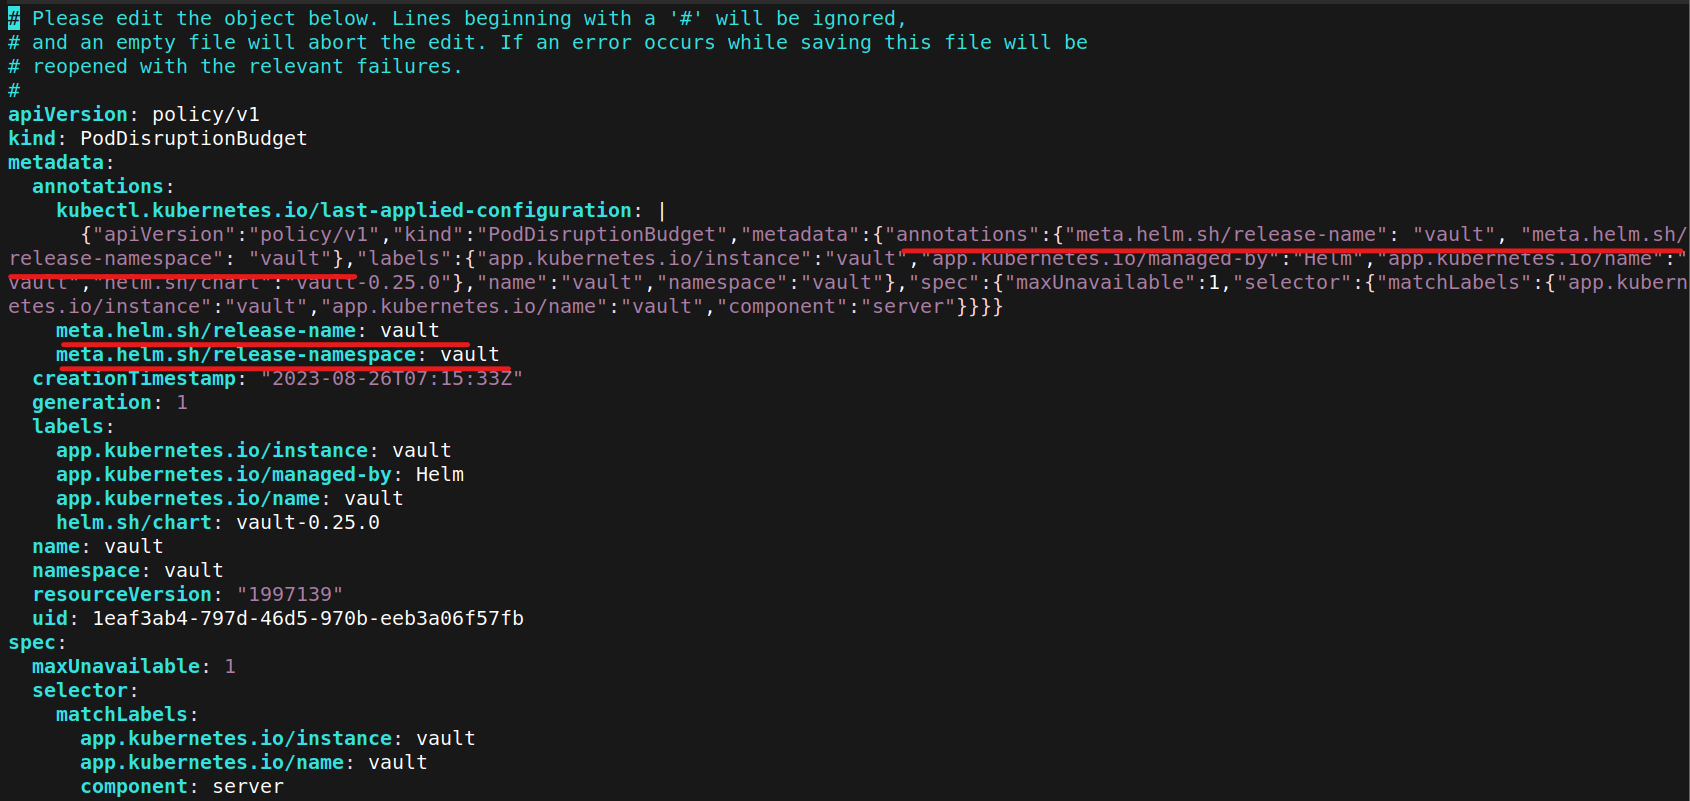 # Please edit the object below. Lines beginning with a '#' will be ignored,
# and an empty file will abort the edit. If an error occurs while saving this file will be
# reopened with the relevant failures.
#
apiVersion: policy/v1
kind: PodDisruptionBudget
metadata:
  annotations:
    kubectl.kubernetes.io/last-applied-configuration: |
      {"apiVersion":"policy/v1","kind":"PodDisruptionBudget","metadata":{"annotations":{"meta.helm.sh/release-name": "vault", "meta.helm.sh/
release-namespace": "vault"},"labels":{"app.kubernetes.io/instance":"vault","app.kubernetes.io/managed-by":"Helm","app.kubernetes.io/name":"
vault","helm.sh/chart":"vault-0.25.0"},"name":"vault","namespace":"vault"},"spec":{"maxUnavailable":1,"selector":{"matchLabels":{"app.kubern
etes.io/instance":"vault","app.kubernetes.io/name":"vault","component":"server"}}}}
    meta.helm.sh/release-name: vault
    meta.helm.sh/release-namespace: vault
  creationTimestamp: "2023-08-26T07:15:33Z"
  generation: 1
  labels:
    app.kubernetes.io/instance: vault
    app.kubernetes.io/managed-by: Helm
    app.kubernetes.io/name: vault
    helm.sh/chart: vault-0.25.0
  name: vault
  namespace: vault
  resourceVersion: "1997139"
  uid: 1eaf3ab4-797d-46d5-970b-eeb3a06f57fb
spec:
  maxUnavailable: 1
  selector:
    matchLabels:
      app.kubernetes.io/instance: vault
      app.kubernetes.io/name: vault
      component: server